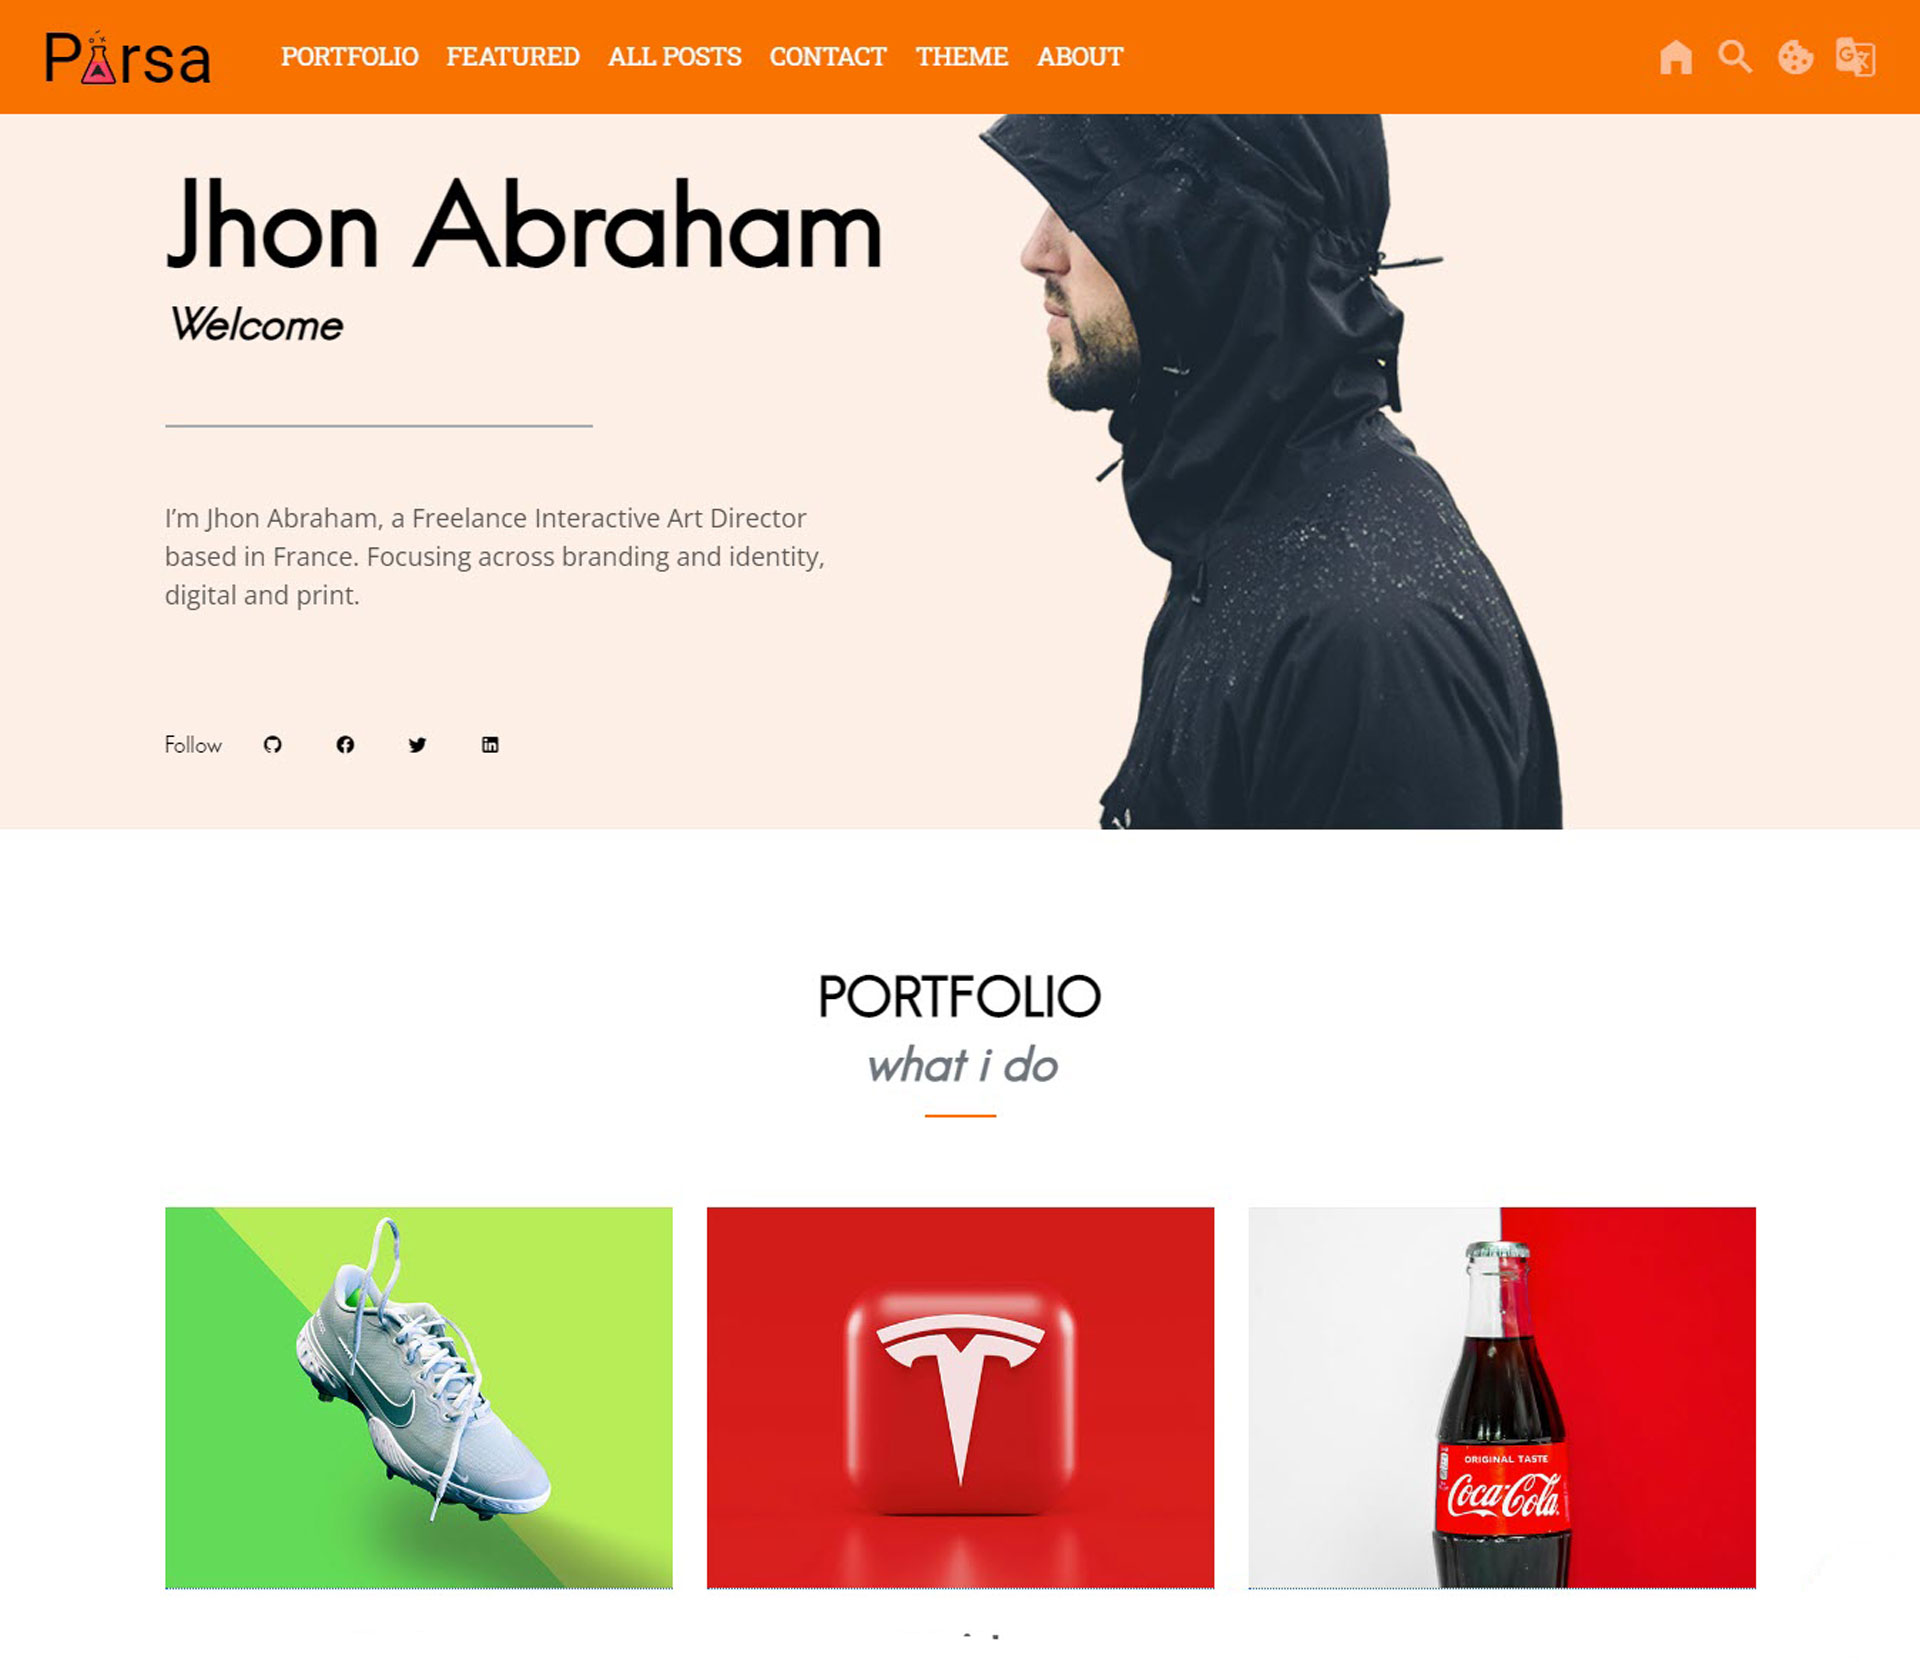 Parsa
PORTFOLIO FEATURED ALL POSTS CONTACT THEME ABOUT
Jhon Abraham
Welcome
I’m Jhon Abraham, a Freelance Interactive Art Director
based in France. Focusing across branding and identity,
digital and print.
Follow
PORTFOLIO
what i do
ORIGINAL TASTE
Coca-Cola